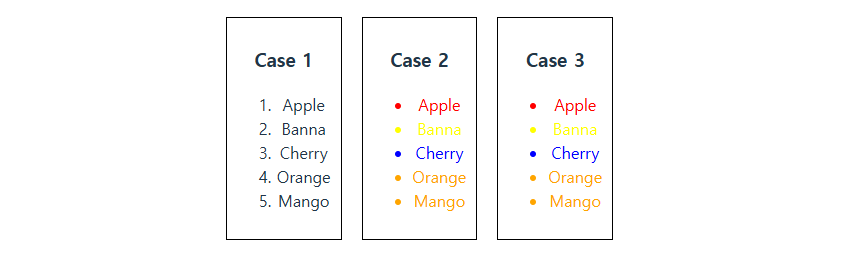 Case 1
1. Apple
2. Banna
3. Cherry
4. Orange
5. Mango
Case 2
• Apple
• Banna
• Cherry
• Orange
• Mango
Case 3
• Apple
• Banna
• Cherry
• Orange
• Mango